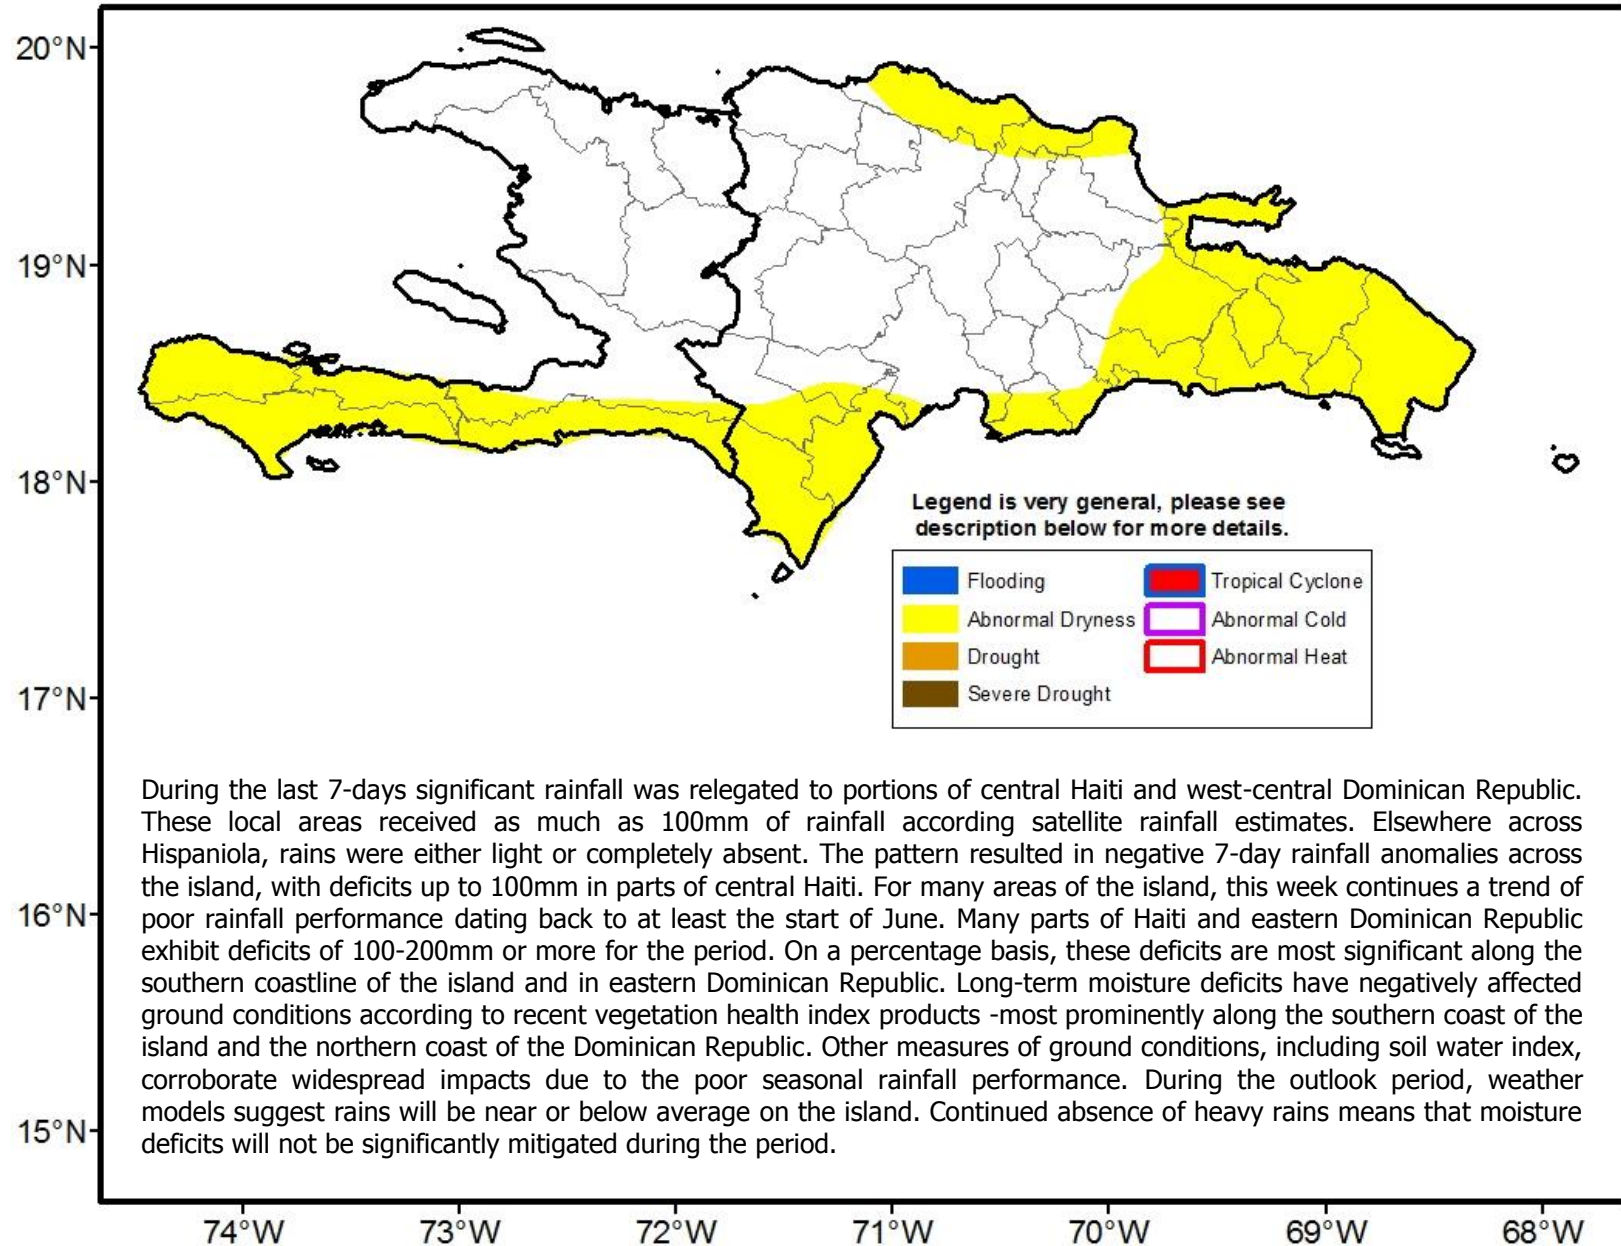 20°N
19°N
18°N
17°N
16°N
15°N
Legend is very general, please see
description below for more details.
Flooding
Abnormal Dryness
Drought
Severe Drought
Tropical Cyclone
Abnormal Cold
Abnormal Heat
During the last 7-days significant rainfall was relegated to portions of central Haiti and west-central Dominican Republic.
These local areas received as much as 100mm of rainfall according satellite rainfall estimates. Elsewhere across
Hispaniola, rains were either light or completely absent. The pattern resulted in negative 7-day rainfall anomalies across
the island, with deficits up to 100mm in parts of central Haiti. For many areas of the island, this week continues a trend of
poor rainfall performance dating back to at least the start of June. Many parts of Haiti and eastern Dominican Republic
exhibit deficits of 100-200mm or more for the period. On a percentage basis, these deficits are most significant along the
southern coastline of the island and in eastern Dominican Republic. Long-term moisture deficits have negatively affected
ground conditions according to recent vegetation health index products -most prominently along the southern coast of the
island and the northern coast of the Dominican Republic. Other measures of ground conditions, including soil water index,
corroborate widespread impacts due to the poor seasonal rainfall performance. During the outlook period, weather
models suggest rains will be near or below average on the island. Continued absence of heavy rains means that moisture
deficits will not be significantly mitigated during the period.
74°W 73°W 72°W 71°W 70°W 69°W 68°W